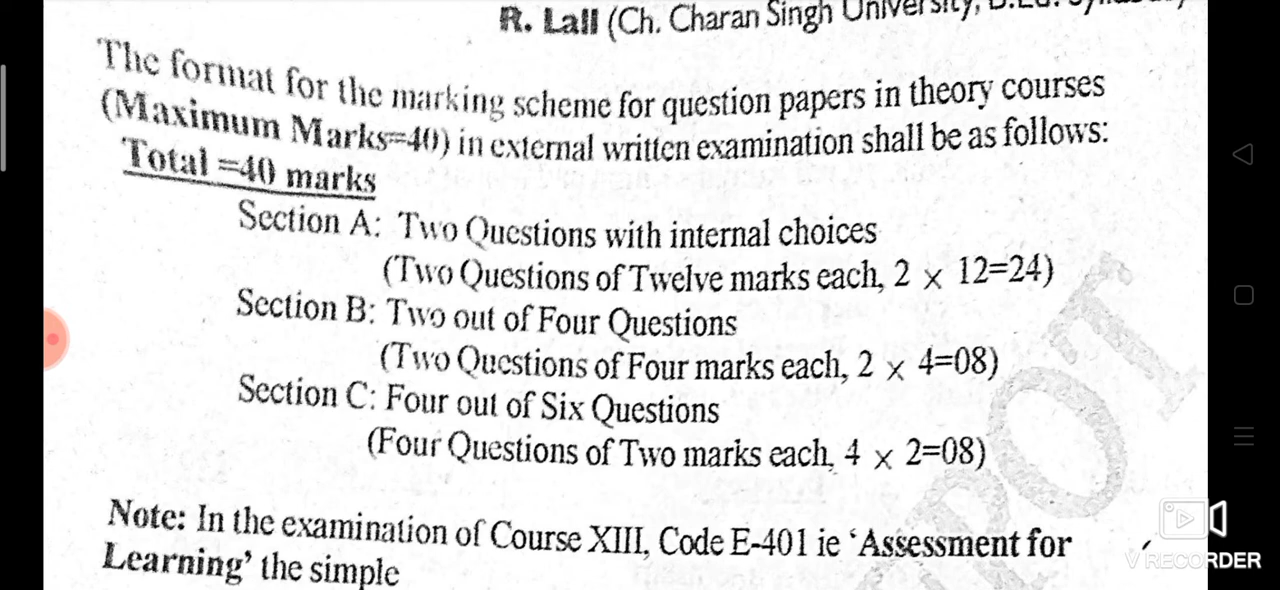 R. Lall (Ch. Charan Singh University, B.Ed.
The format for the marking scheme for question papers in theory courses
(Maximum Marks=40) in external written examination shall be as follows:
Total =40 marks
Section A: Two Questions with internal choices
(Two Questions of Twelve marks each, 2 × 12=24)
Section B: Two out of Four Questions
(Two Questions of Four marks each, 2 × 4=08)
Section C: Four out of Six Questions
(Four Questions of Two marks each, 4 × 2=08)
Note: In the examination of Course XIII, Code E-401 ie ‘Assessment for
Learning’ the simple
POT
V RECORDER